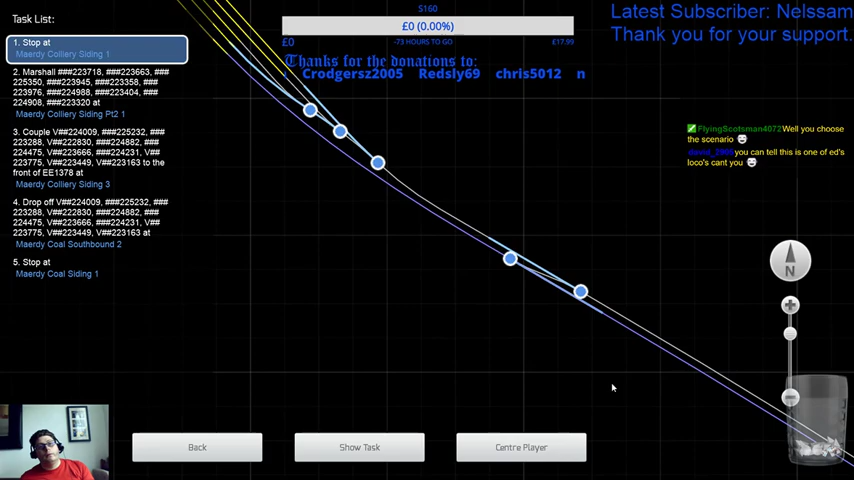 Task List:
1. Stop at
Maerdy Colliery Siding 1
2. Marshall ###223718, ###223663, ###
225350, ###223945, ###223358, ###
223976, ###224988, ###223404, ###
224908, ###223320 at
Maerdy Colliery Siding Pt2 1
3. Couple V##224009, ###225232, ###
223288, V##222830, ###224882, ###
224475, V##223666, ###224231, V##
223775, V##223449, V##223163 to the
front of EE1378 at
Maerdy Colliery Siding 3
4. Drop off V##224009, ###225232, ###
223288, V##222830, ###224882, ###
224475, V##223666, ###224231, V##
223775, V##223449, V##223163 at
Maerdy Coal Southbound 2
5. Stop at
Maerdy Coal Siding 1
S160
£0 (0.00%)
£0 -73 HOURS TO GO £17.99
Thanks for the donations to:
Crodgersz2005 Redsly69 chris5012 n
Latest Subscriber: Nelssam
Thank you for your support.
FlyingScotsman4072 Well you choose
the scenario
you can tell this is one of ed's
loco's cant you
N
Back
Show Task
Centre Player